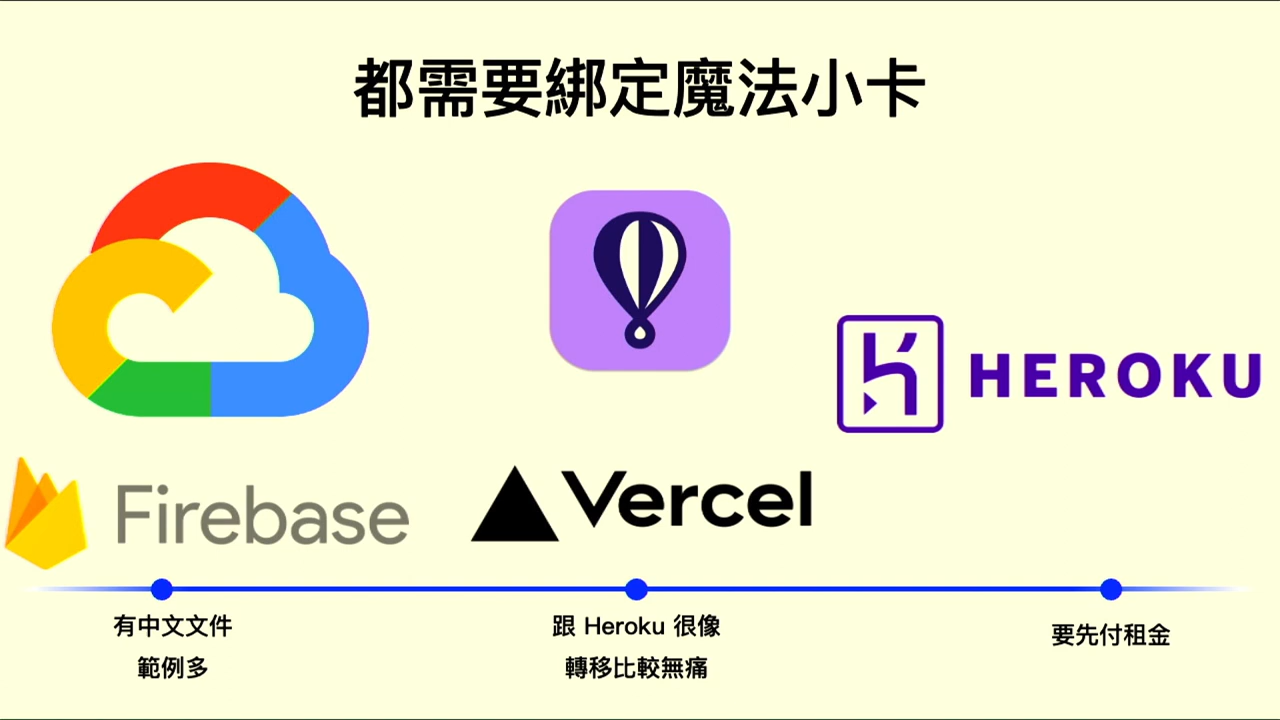 都需要綁定魔法小卡
HEROKU
Firebase
Vercel
有中文文件
範例多
跟 Heroku 很像
轉移比較無痛
要先付租金